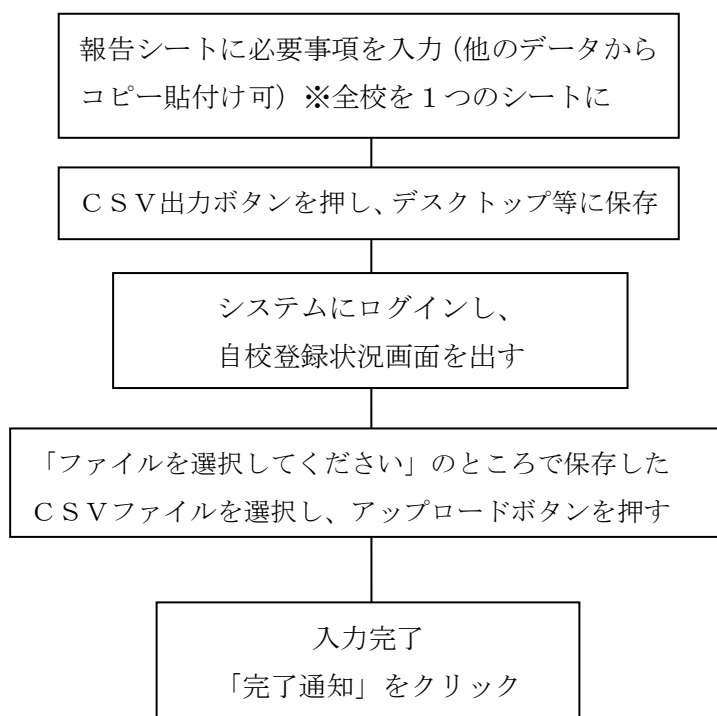 報告シートに必要事項を入力(他のデータから
コピー貼付け可)※全校を1つのシートに
ＣＳＶ出力ボタンを押し、デスクトップ等に保存
システムにログインし、
自校登録状況画面を出す
「ファイルを選択してください」のところで保存した
ＣＳＶファイルを選択し、アップロードボタンを押す
入力完了
「完了通知」をクリック